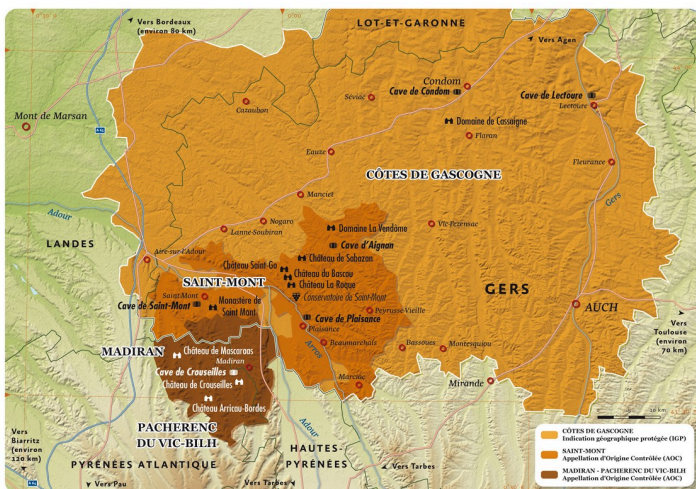 Vers Bordeaux
(environ 80 km)
LOT-ET-GARONNE
Vers Agen
Condom
Cave de Condom
Cave de Lectoure
Lectoure
Séviac
Cazaubon
Mont de Marsan
Domaine de Cassaigne
Flaran
Eauze
Fleurance
CÔTES DE GASCOGNE
Manciet
Gers
Adour
Nogaro
Lanne-Soubiran
Domaine La Vendôme
Vic-Fezensac
LANDES
Cave d'Aignan
Aire-sur-l'Adour
Château de Sabazan
Château Saint-Go
Château du Bascou
SAINT-MONT
Château La Roque
GERS
Saint-Mont
Conservatoire de Saint-Mont
Cave de Saint-Mont
Monastère de
Saint Mont
AUCH
Peyrusse-Vieille
Cave de Plaisance
Plaisance
Vers
Toulouse
(environ
70 km)
Arros
Beaumarchais
Bassoues
Montesquiou
MADIRAN
Château de Mascaraas
Madiran
Cave de Crouseilles
Château de Crouseilles
Marciac
Mirande
Château Arricau-Bordes
PACHERENC
DU VIC-BILH
Adour
20 km
Vers
Biarritz
(environ
120 km)
HAUTES-
PYRÉNÉES
PYRÉNÉES ATLANTIQUE
Vers Tarbes
Vers Pau
Vers Tarbes
CÔTES DE GASCOGNE
Indication géographique protégée (IGP)
SAINT-MONT
Appellation d'Origine Contrôlée (AOC)
MADIRAN - PACHERENC DU VIC-BILH
Appellation d'Origine Contrôlée (AOC)